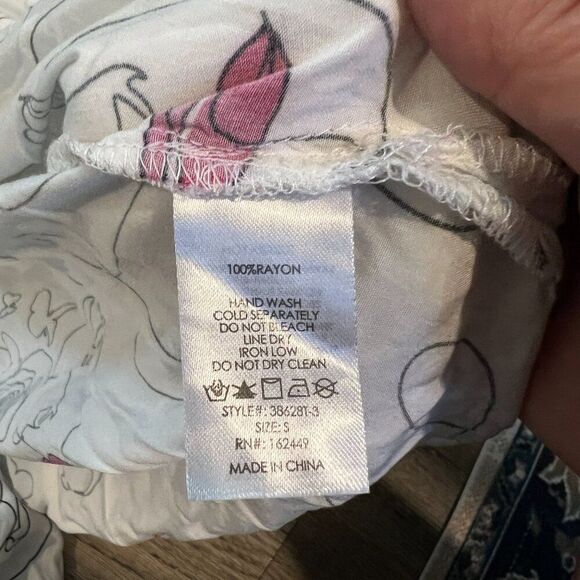 100%RAYON
HAND WASH
COLD SEPARATELY
DO NOT BLEACH
LINE DRY
IRON LOW
DO NOT DRY CLEAN
STYLE#: 38628T-3
SIZE: S
RN#: 162449
MADE IN CHINA